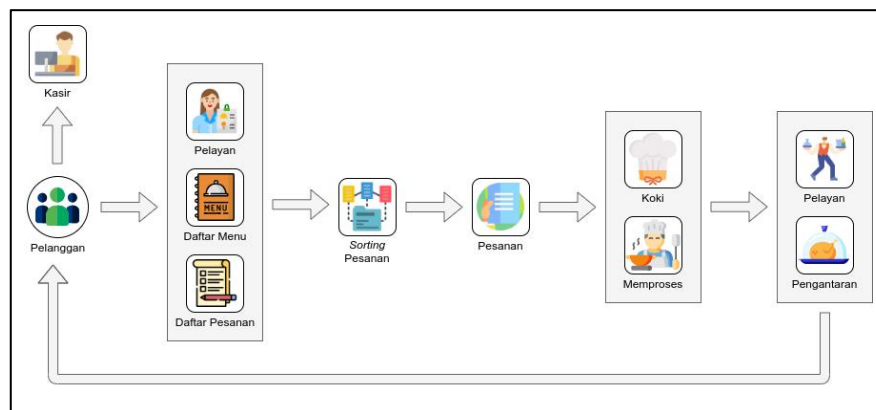 Kasir
Pelanggan
Pelayan
MENU
Daftar Menu
Daftar Pesanan
Sorting
Pesanan
Pesanan
Koki
Memproses
Pelayan
Pengantaran